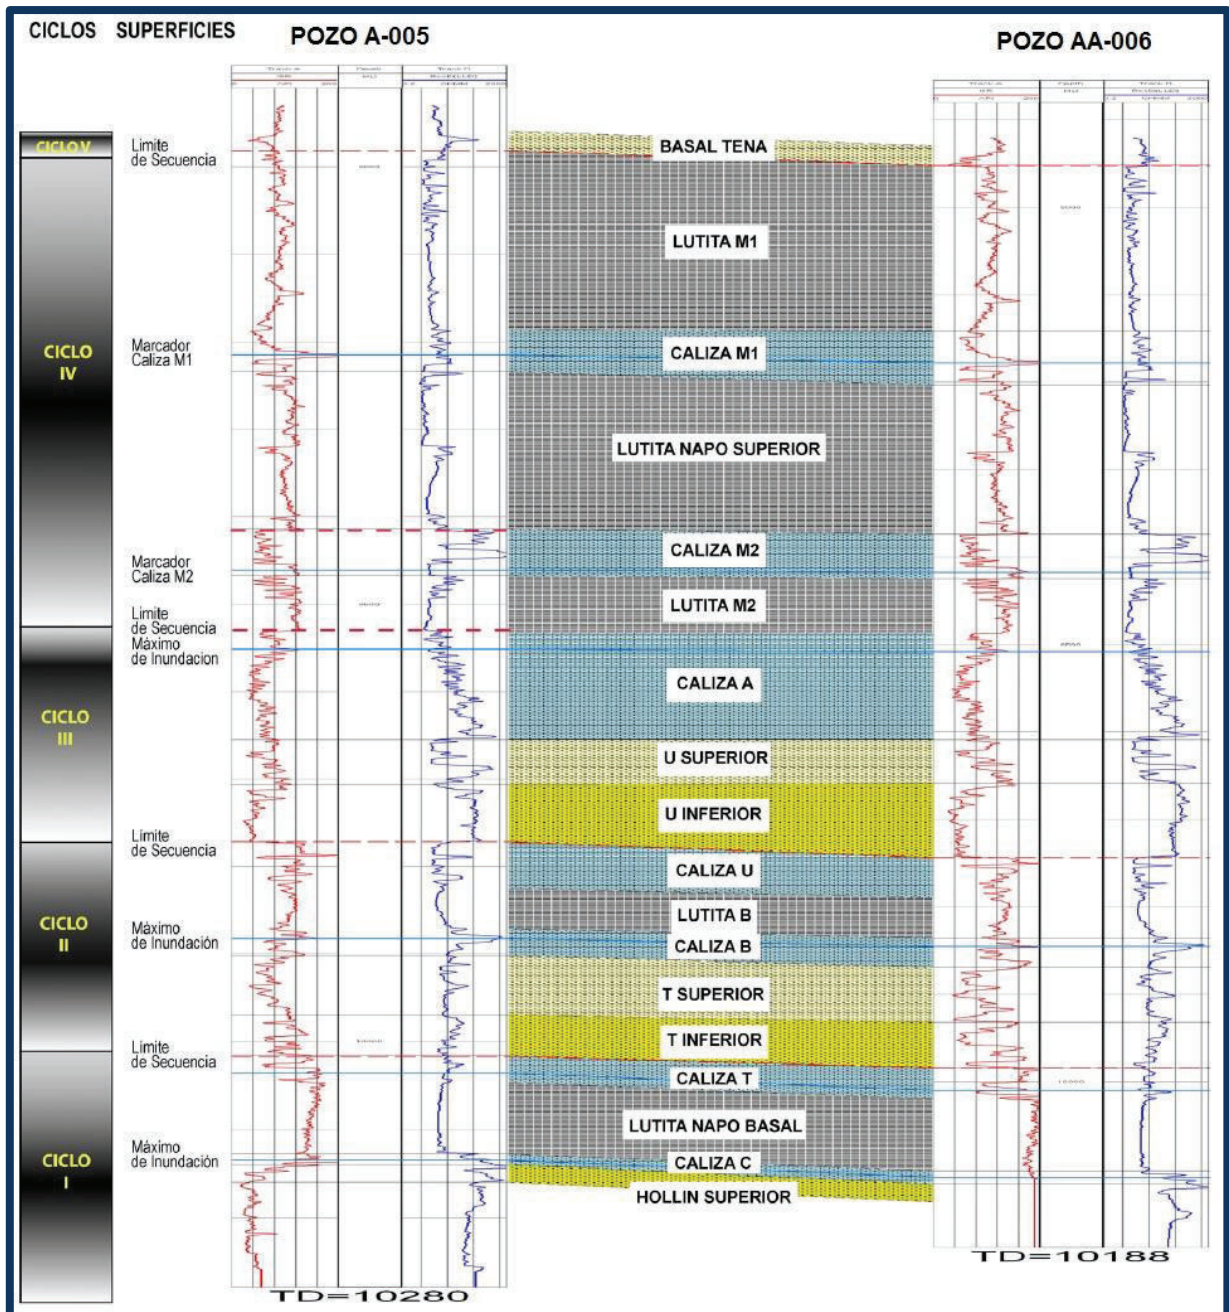 CICLOS SUPERFICIES
POZO A-005
POZO AA-006
CICLO V
Limite
de Secuencia
BASAL TENA
LUTITA M1
CICLO
IV
Marcador
Caliza M1
CALIZA M1
LUTITA NAPO SUPERIOR
CALIZA M2
Marcador
Caliza M2
LUTITA M2
Limite
de Secuencia
Máximo
de Inundacion
CALIZA A
CICLO
III
U SUPERIOR
U INFERIOR
Limite
de Secuencia
CALIZA U
LUTITA B
CICLO
II
Máximo
de Inundación
CALIZA B
T SUPERIOR
T INFERIOR
Limite
de Secuencia
CALIZA T
LUTITA NAPO BASAL
Máximo
de Inundación
CALIZA C
CICLO
I
HOLLIN SUPERIOR
TD=10188
TD=10280